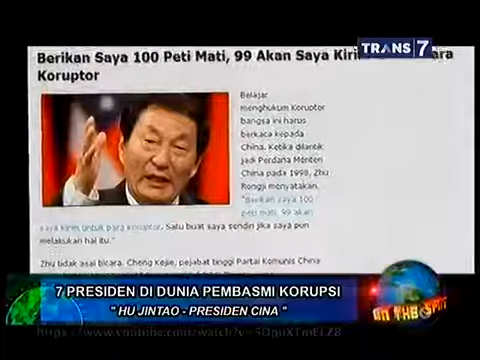 TRANS 7
Berikan Saya 100 Peti Mati, 99 Akan Saya
Koruptor
Belajar
menghukum Koruptor
bangsa ini harus
berkaca kepada
China. Ketika dilantik
jadi Perdana Menteri
China pada 1998, Zhu
Rongji menyatakan,
"Berikan saya 100
peti mati, 99 akan
saya kirim untuk para koruptor. Satu buat saya sendiri jika saya pun
melakukan hal itu."
Zhu tidak asal bicara. Cheng Kejie, pejabat tinggi Partai Komunis China
7 PRESIDEN DI DUNIA PEMBASMI KORUPSI
" HU JINTAO - PRESIDEN CINA "
ON THE SPOT